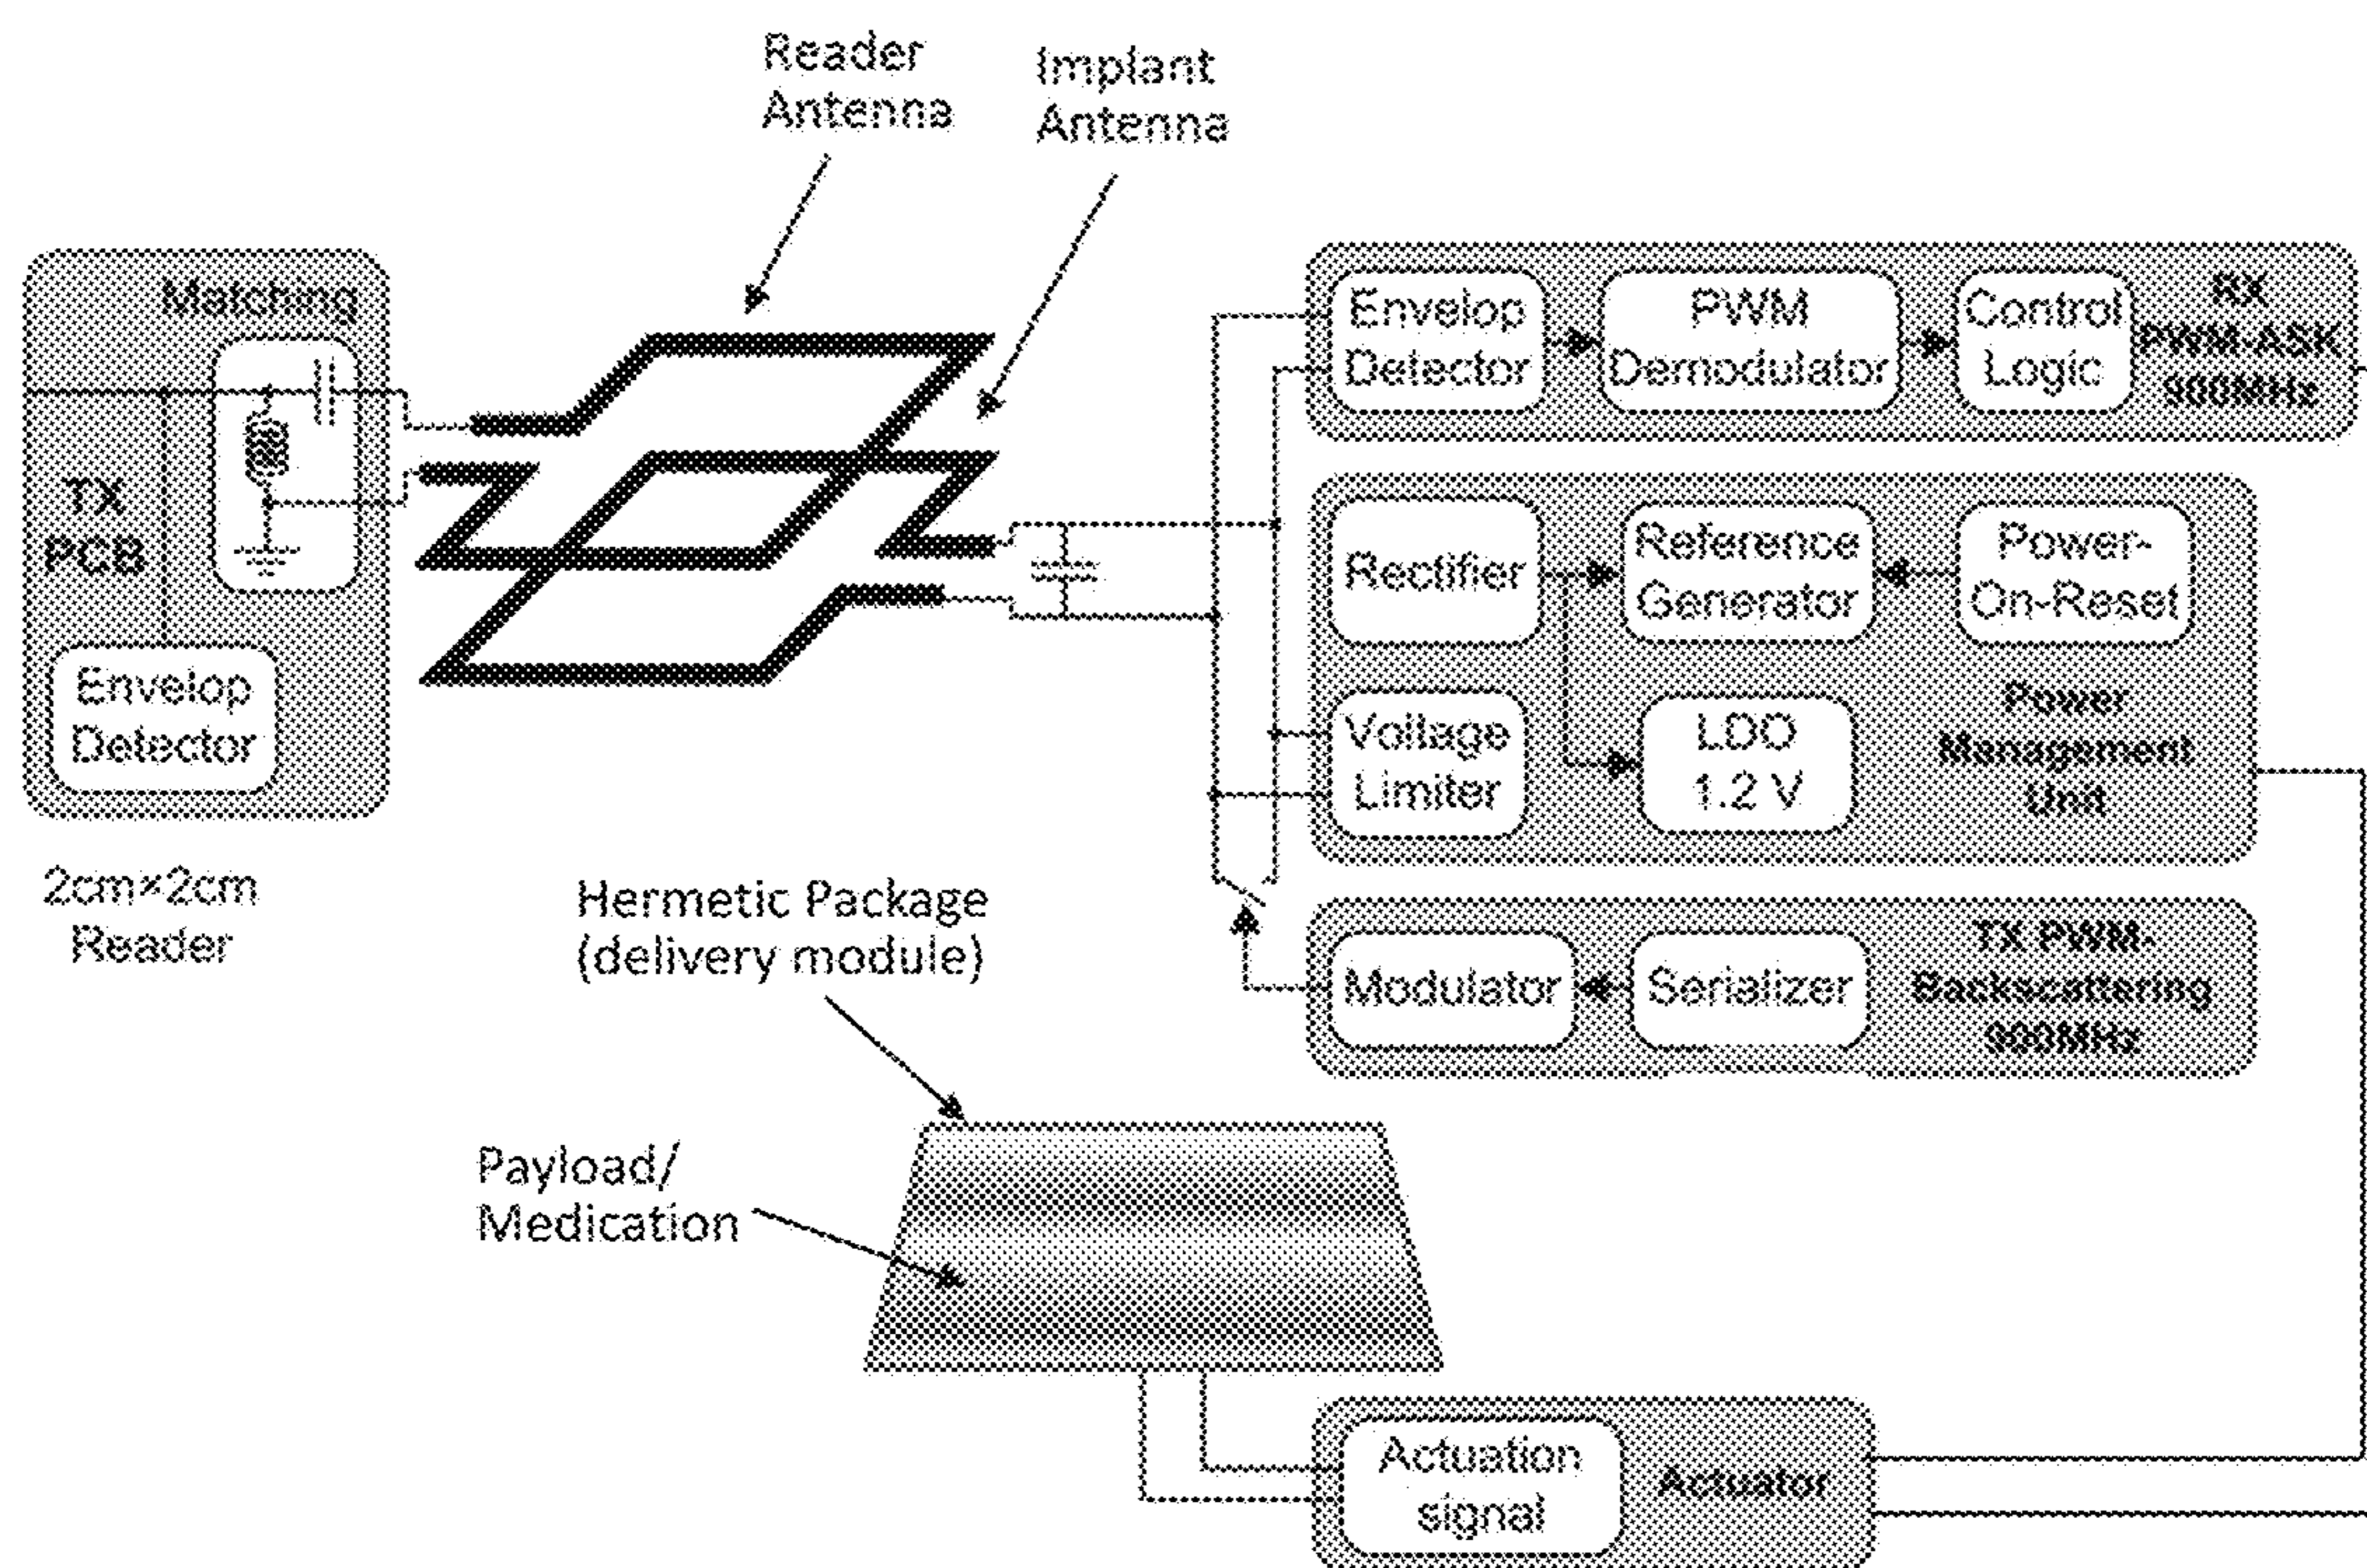 Reader
Antenna
Implant
Antenna
Matching
TX
PCB
Envelop
Detector
2cm×2cm
Reader
Envelop
Detector
PWM
Demodulator
Control
Logic
RX
PWM-ASK
900MHz
Rectifier
Reference
Generator
Power-
On-Reset
Voltage
Limiter
LDO
1.2 V
Power
Management
Unit
Modulator
Serializer
TX PWM-
Backscattering
900MHz
Hermetic Package
(delivery module)
Payload/
Medication
Actuation
signal
Actuator